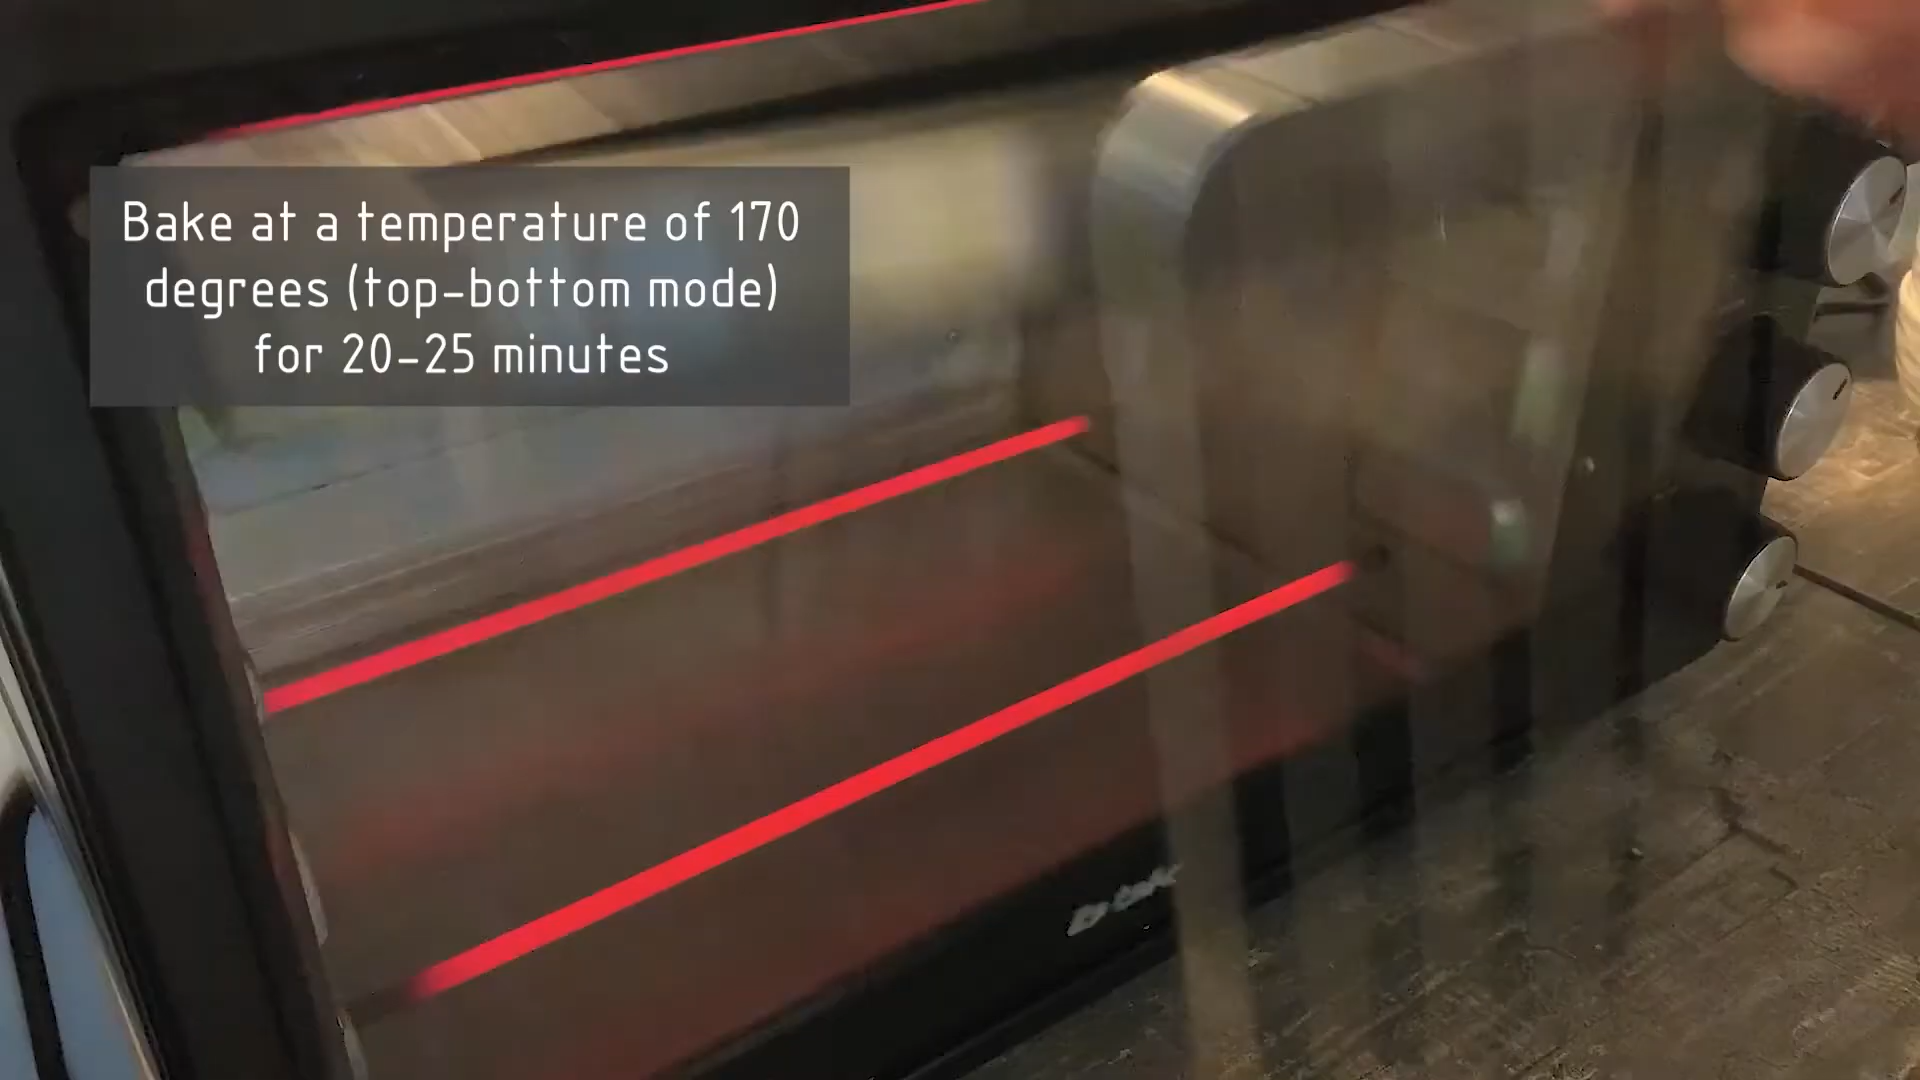 Bake at a temperature of 170
degrees (top-bottom mode)
for 20-25 minutes